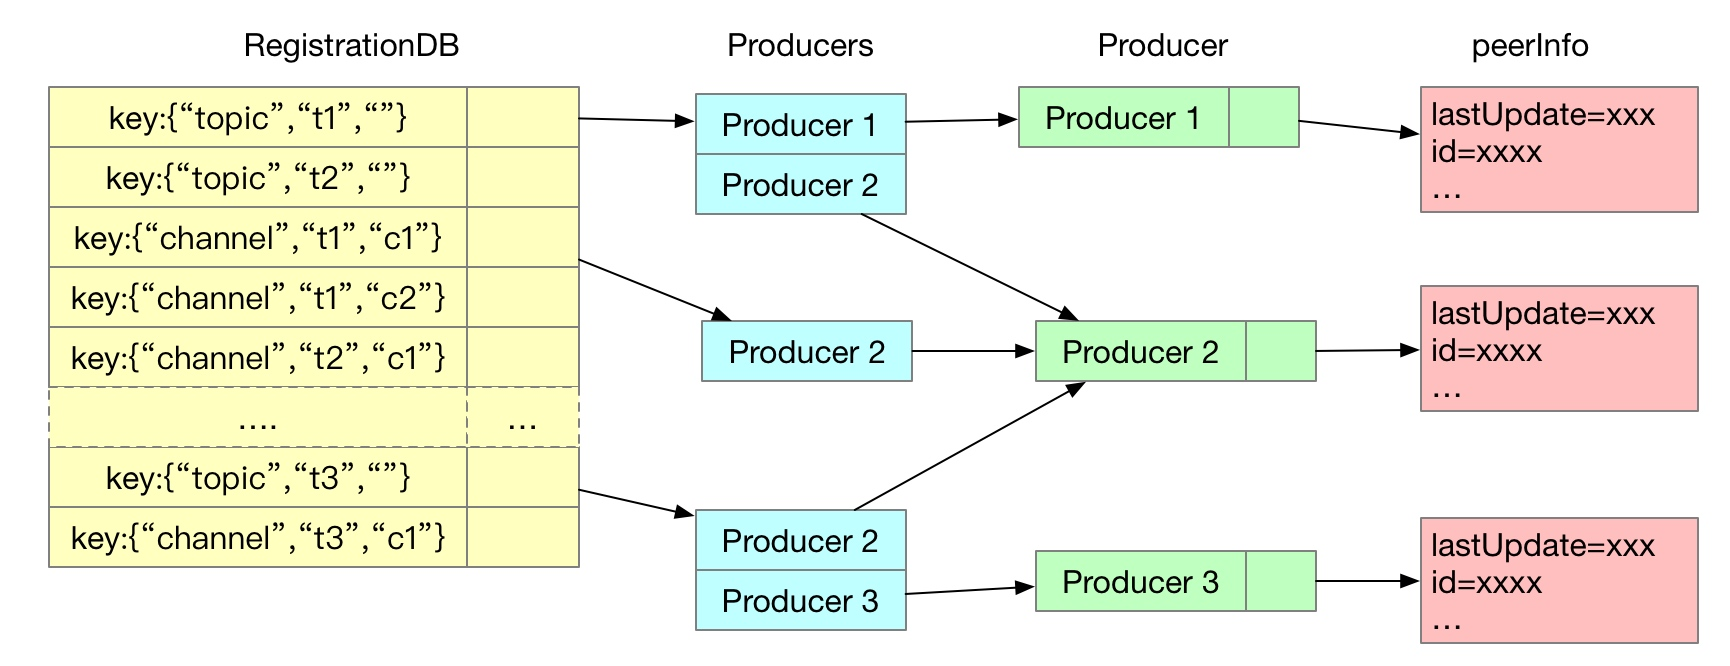 RegistrationDB
Producers
Producer
peerInfo
key:{“topic”,“t1”,“”}
key:{“topic”,“t2”,“”}
key:{“channel”,“t1”,“c1”}
key:{“channel”,“t1”,“c2”}
key:{“channel”,“t2”,“c1”}
....
...
key:{“topic”,“t3”,“”}
key:{“channel”,“t3”,“c1”}
Producer 1
Producer 2
Producer 2
Producer 2
Producer 3
Producer 1
Producer 2
Producer 3
lastUpdate=xxx
id=xxxx
...
lastUpdate=xxx
id=xxxx
...
lastUpdate=xxx
id=xxxx
...